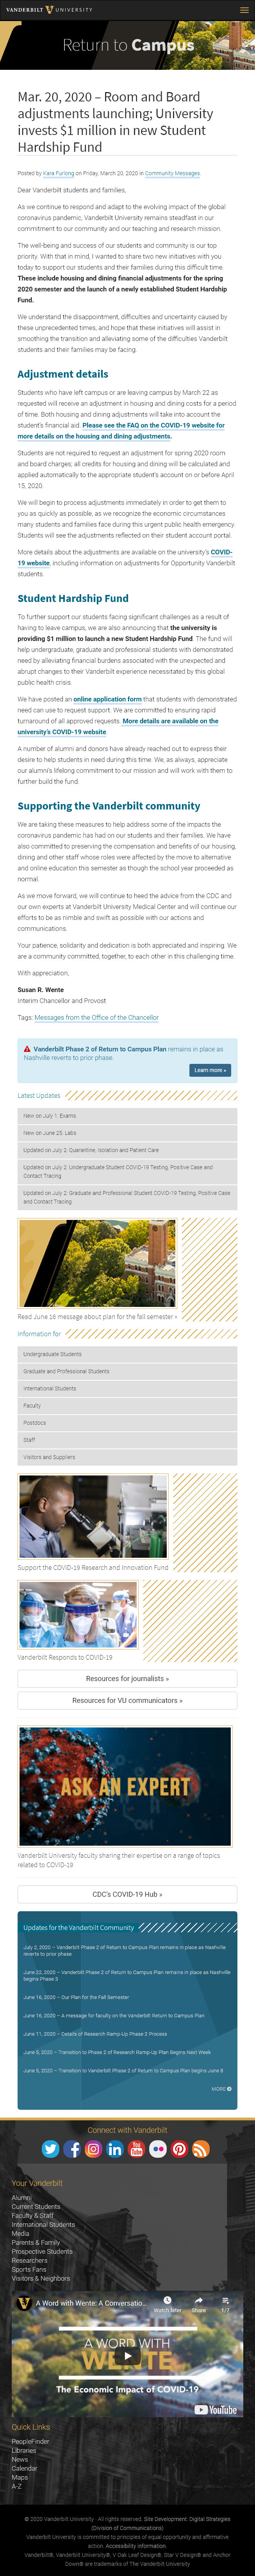 VANDERBILT UNIVERSITY
Return to Campus
Mar. 20, 2020 – Room and Board
adjustments launching; University
invests $1 million in new Student
Hardship Fund
Posted by Kara Furlong on Friday, March 20, 2020 in Community Messages.
Dear Vanderbilt students and families,
As we continue to respond and adapt to the evolving impact of the global
coronavirus pandemic, Vanderbilt University remains steadfast in our
commitment to our university community and our teaching and research mission.
The well-being and success of our students and community is our top
priority. With that in mind, I wanted to share two new initiatives with you
today to support our students and their families during this difficult time.
These include housing and dining financial adjustments for the spring
2020 semester and the launch of a newly established Student Hardship
Fund.
We understand the disappointment, difficulties and uncertainty caused by
these unprecedented times, and hope that these initiatives will assist in
smoothing this transition and alleviating some of the difficulties Vanderbilt
students and their families may be facing.
Adjustment details
Students who have left campus or are leaving campus by March 22 as
requested will receive an adjustment in housing and dining costs for a period
of time. Both housing and dining adjustments will take into account the
student's financial aid. Please see the FAQ on the COVID-19 website for
more details on the housing and dining adjustments.
Students are not required to request an adjustment for spring 2020 room
and board charges; all credits for housing and dining will be calculated and
applied automatically to the appropriate student's account on or before April
15, 2020.
We will begin to process adjustments immediately in order to get them to
you as quickly as possible, as we recognize the economic circumstances
many students and families face during this urgent public health emergency.
Students will see the adjustments reflected in their student account portal.
More details about the adjustments are available on the university's COVID-
19 website, including information about adjustments for Opportunity Vanderbilt
students.
Student Hardship Fund
To further support our students facing significant challenges as a result of
having to move off campus, we are also announcing that the university is
providing $1 million to launch a new Student Hardship Fund. The fund will
help undergraduate, graduate and professional students with demonstrated
need by alleviating financial burdens associated with the unexpected and
abrupt changes to their living situations necessitated by this global public
health crisis.
We have posted an online application form that students with demonstrated
need can use to request support. We are committed to ensuring rapid
turnaround of all approved requests. More details are available on the
university's COVID-19 website.
A number of alumni and donors have already reached out to express their
desire to help students in need during this time. We, as always, appreciate
our alumni's lifelong commitment to the institution and will work with them to
further build the fund.
Supporting the Vanderbilt community
We are taking these measures to help address some of the impacts the
coronavirus pandemic has had on our students and their families. We have
also committed to preserving the compensation and benefits of our benefits-
eligible hourly staff whose roles involve support of campus dining, housing
and on-campus education this semester as though the school year proceeded as
normal.
As we move forward, we will continue to heed the advice from the CDC and
our own experts at Vanderbilt University Medical Center and will continue our
efforts to be as nimble and as swift as possible with our actions and
communications.
Your patience, solidarity and dedication is both appreciated and inspiring. We
are a community committed, together, to each other in this challenging time.
With appreciation,
Susan R. Wente
Interim Chancellor and Provost
Tags: Messages from the Office of the Chancellor
Vanderbilt Phase 2 of Return to Campus Plan remains in place as
Nashville reverts to prior phase.
Learn more »
Latest Updates
New on July 1: Exams
New on June 25: Labs
Updated on July 2: Quarantine, Isolation and Patient Care
Updated on July 2: Undergraduate Student COVID-19 Testing, Positive Case and
Contact Tracing
Updated on July 2: Graduate and Professional Student COVID-19 Testing, Positive Case
and Contact Tracing
Read June 16 message about plan for the fall semester »
Information for
Undergraduate Students
Graduate and Professional Students
International Students
Faculty
Postdocs
Staff
Visitors and Suppliers
Support the COVID-19 Research and Innovation Fund
Vanderbilt Responds to COVID-19
Resources for journalists »
Resources for VU communicators »
ASK AN EXPERT
Vanderbilt University faculty sharing their expertise on a range of topics
related to COVID-19
CDC's COVID-19 Hub »
Updates for the Vanderbilt Community
July 2, 2020 – Vanderbilt Phase 2 of Return to Campus Plan remains in place as Nashville
reverts to prior phase
June 22, 2020 – Vanderbilt Phase 2 of Return to Campus Plan remains in place as Nashville
begins Phase 3
June 16, 2020 – Our Plan for the Fall Semester
June 16, 2020 – A message for faculty on the Vanderbilt Return to Campus Plan
June 11, 2020 – Details of Research Ramp-Up Phase 2 Process
June 5, 2020 – Transition to Phase 2 of Research Ramp-Up Plan Begins Next Week
June 5, 2020 – Transition to Vanderbilt Phase 2 of Return to Campus Plan begins June 8
MORE
Connect with Vanderbilt
You Tube
Your Vanderbilt
Alumni
Current Students
Faculty & Staff
International Students
Media
Parents & Family
Prospective Students
Researchers
Sports Fans
Visitors & Neighbors
A Word with Wente: A Conversatio...
Watch later
Share
1/7
A WORD WITH
WENTE
The Economic Impact of COVID-19
YouTube
Quick Links
PeopleFinder
Libraries
News
Calendar
Maps
A-Z
© 2020 Vanderbilt University · All rights reserved. Site Development: Digital Strategies
(Division of Communications)
Vanderbilt University is committed to principles of equal opportunity and affirmative
action. Accessibility information.
Vanderbilt®, Vanderbilt University®, V Oak Leaf Design®, Star V Design® and Anchor
Down® are trademarks of The Vanderbilt University